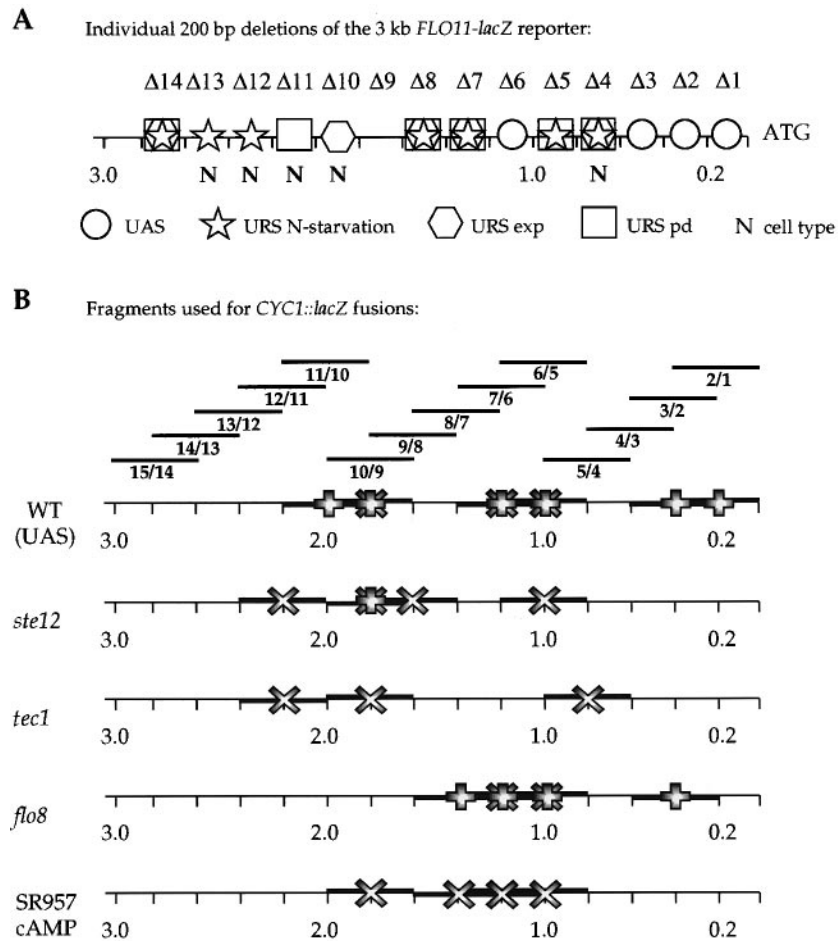 A Individual 200 bp deletions of the 3 kb FLO11-lacZ reporter:
Δ14 Δ13 Δ12 Δ11 Δ10 Δ9 Δ8 Δ7 Δ6 Δ5 Δ4 Δ3 Δ2 Δ1
ATG
3.0 N N N N 1.0 N 0.2
UAS URS N-starvation URS exp URS pd N cell type
B Fragments used for CYC1::lacZ fusions:
11/10 6/5 2/1
12/11 7/6 3/2
13/12 8/7 4/3
14/13 9/8
15/14 10/9 5/4
WT
(UAS)
3.0 2.0 1.0 0.2
ste12
3.0 2.0 1.0 0.2
tec1
3.0 2.0 1.0 0.2
flo8
3.0 2.0 1.0 0.2
SR957
cAMP
3.0 2.0 1.0 0.2